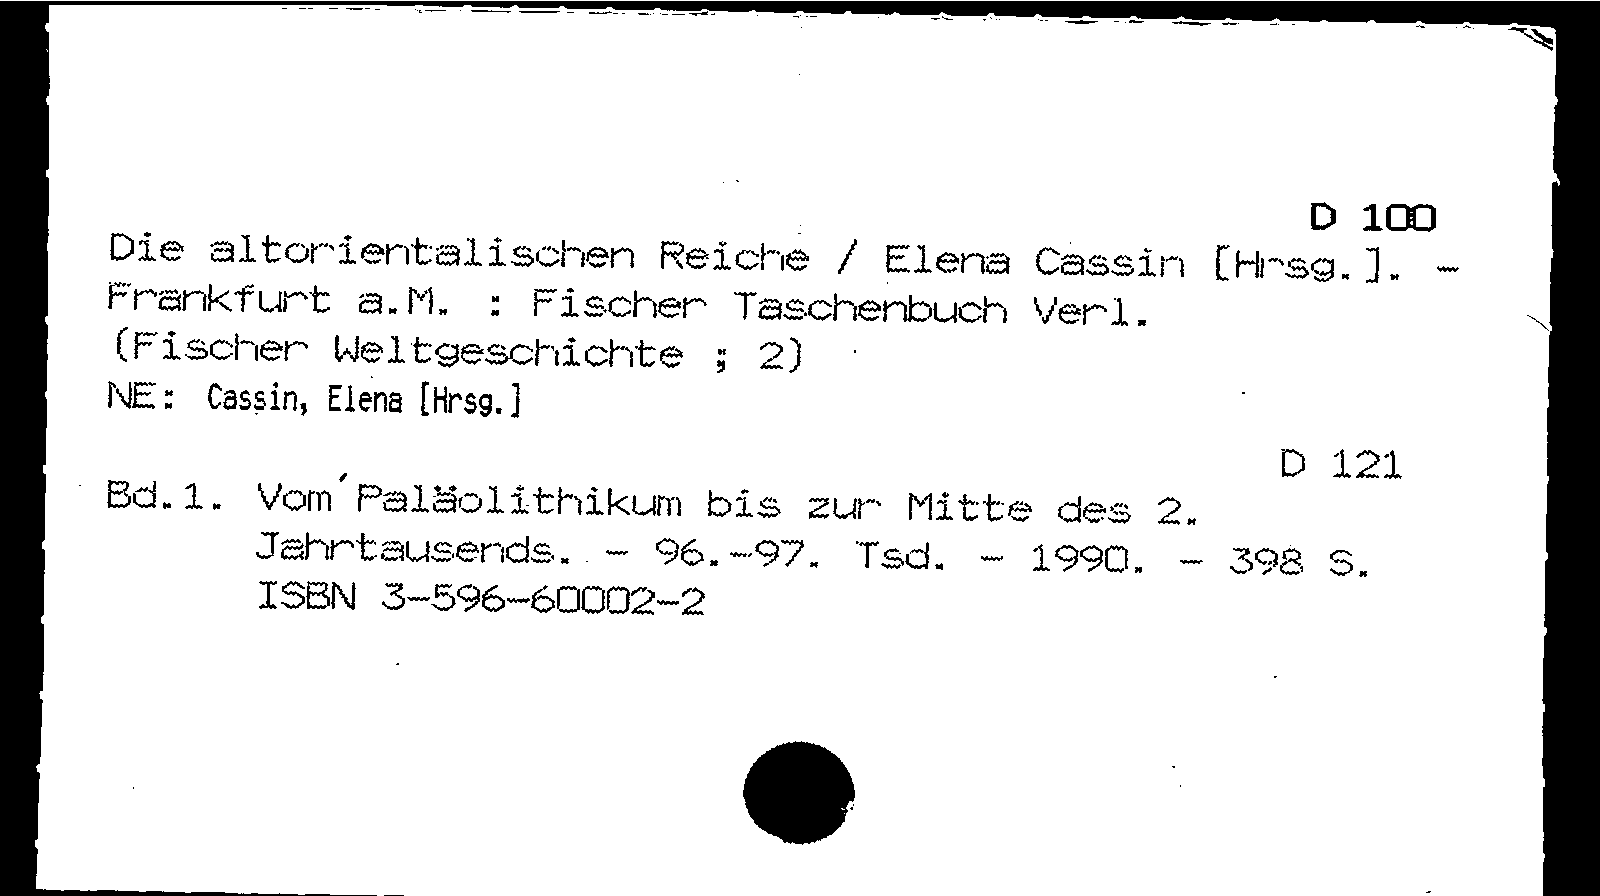 D 100
Die altorientalischen Reiche / Elena Cassin [Hrsg.]. -
Frankfurt a.M. : Fischer Taschenbuch Verl.
(Fischer Weltgeschichte ; 2)
NE: Cassin, Elena [Hrsg.]
D 121
Bd.1. Vom Paläolithikum bis zur Mitte des 2.
Jahrtausends. - 96.-97. Tsd. - 1990. - 398 S.
ISBN 3-596-60002-2